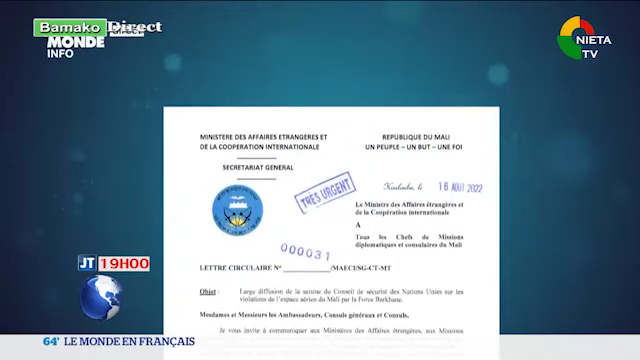 Bamako Direct
MONDE
INFO
NIETA
TV
MINISTERE DES AFFAIRES ETRANGERES ET
DE LA COOPERATION INTERNATIONALE
SECRETARIAT GENERAL
REPUBLIQUE DU MALI
UN PEUPLE – UN BUT – UNE FOI
TRÈS URGENT
Koulouba, le 16 AOUT 2022
Le Ministre des Affaires étrangères et
de la Coopération internationale
A
Tous les Chefs de Missions
diplomatiques et consulaires du Mali
000031
LETTRE CIRCULAIRE N° /MAECI/SG-CT-MT
JT 19H00
Objet : Large diffusion de la saisine du Conseil de sécurité des Nations Unties sur les
violations de l'espace aérien du Mali par la Force Barkhane.
Mesdames et Messieurs les Ambassadeurs, Consuls généraux et Consuls,
Je vous invite à communiquer aux Ministères des Affaires étrangères, aux Missions
64' LE MONDE EN FRANÇAIS